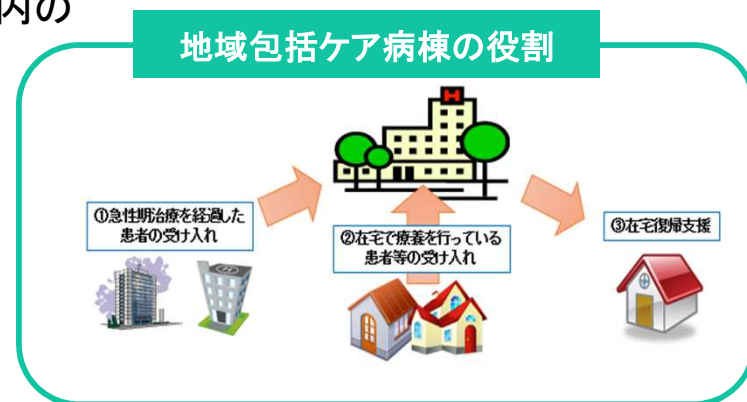 内の
地域包括ケア病棟の役割
H
①急性期治療を経過した
患者の受け入れ
②在宅で療養を行っている
患者等の受け入れ
③在宅復帰支援
H